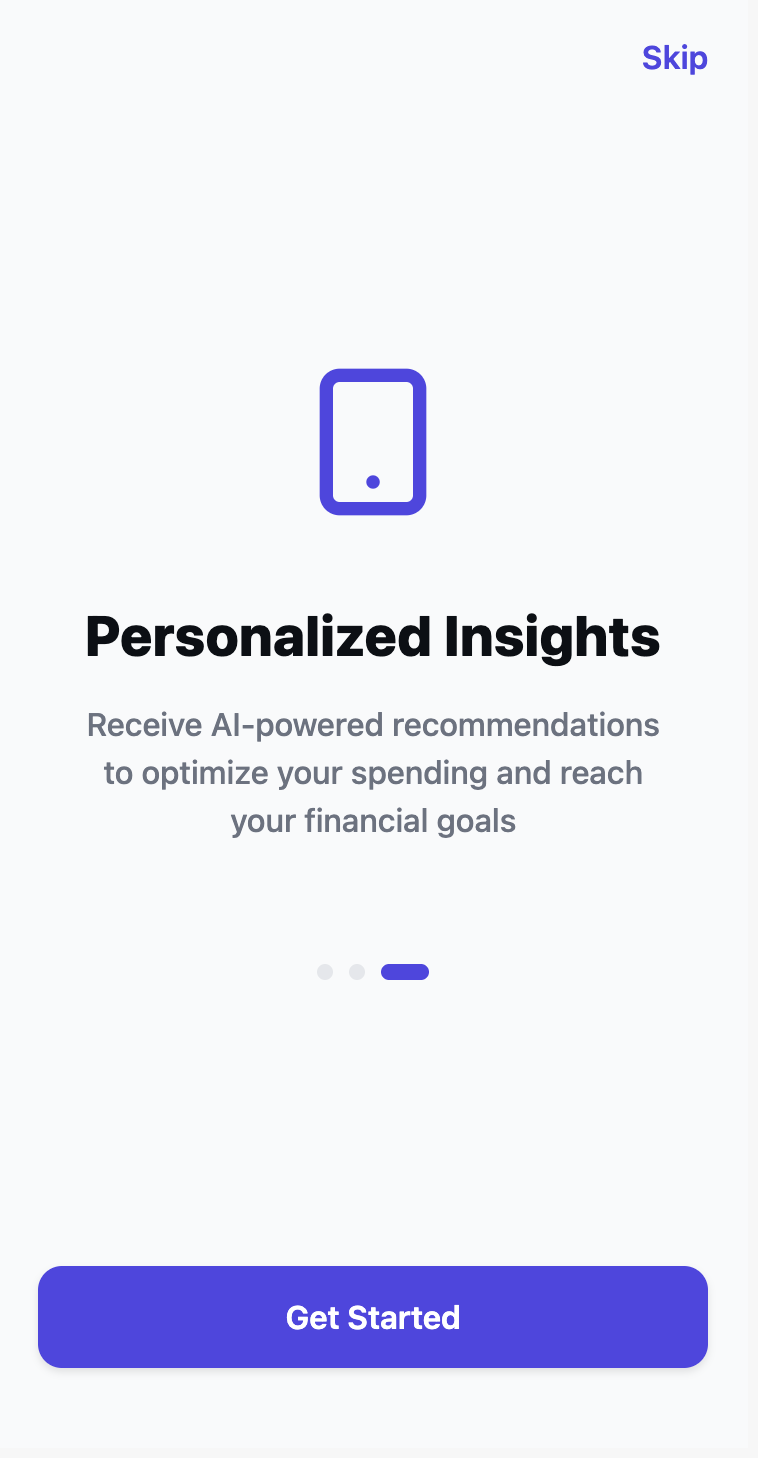 Skip
Personalized Insights
Receive AI-powered recommendations
to optimize your spending and reach
your financial goals
Get Started